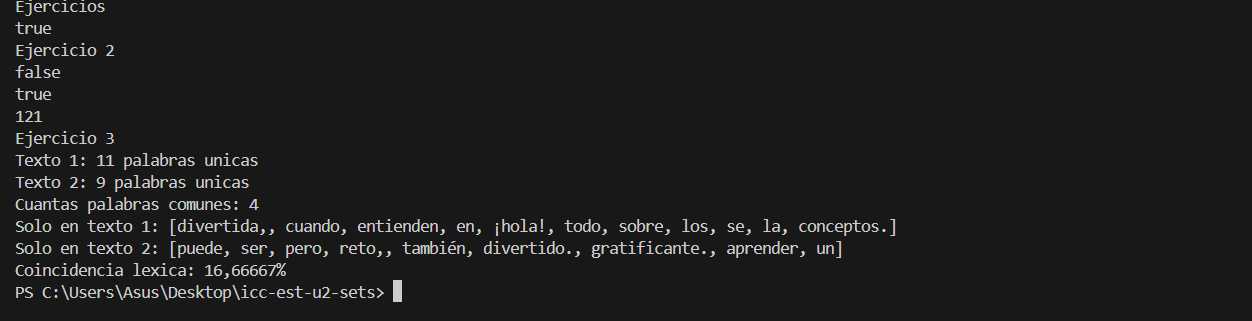 Ejercicios
true
Ejercicio 2
false
true
121
Ejercicio 3
Texto 1: 11 palabras unicas
Texto 2: 9 palabras unicas
Cuantas palabras comunes: 4
Solo en texto 1: [divertida,, cuando, entienden, en, ¡hola!, todo, sobre, los, se, la, conceptos.]
Solo en texto 2: [puede, ser, pero, reto,, también, divertido., gratificante., aprender, un]
Coincidencia lexica: 16,66667%
PS C:\Users\Asus\Desktop\icc-est-u2-sets>